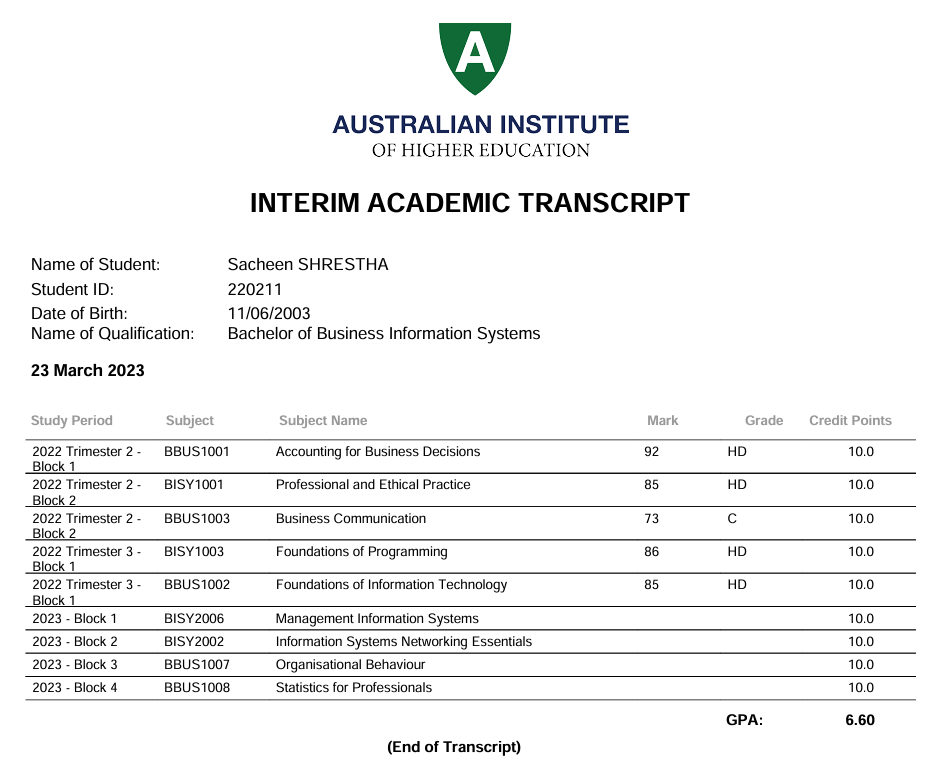 A
AUSTRALIAN INSTITUTE
OF HIGHER EDUCATION
INTERIM ACADEMIC TRANSCRIPT
Name of Student: Sacheen SHRESTHA
Student ID: 220211
Date of Birth: 11/06/2003
Name of Qualification: Bachelor of Business Information Systems
23 March 2023
Study Period Subject Subject Name Mark Grade Credit Points
2022 Trimester 2 - BBUS1001 Accounting for Business Decisions 92 HD 10.0
Block 1
2022 Trimester 2 - BISY1001 Professional and Ethical Practice 85 HD 10.0
Block 2
2022 Trimester 2 - BBUS1003 Business Communication 73 C 10.0
Block 2
2022 Trimester 3 - BISY1003 Foundations of Programming 86 HD 10.0
Block 1
2022 Trimester 3 - BBUS1002 Foundations of Information Technology 85 HD 10.0
Block 1
2023 - Block 1 BISY2006 Management Information Systems 10.0
2023 - Block 2 BISY2002 Information Systems Networking Essentials 10.0
2023 - Block 3 BBUS1007 Organisational Behaviour 10.0
2023 - Block 4 BBUS1008 Statistics for Professionals 10.0
GPA: 6.60
(End of Transcript)